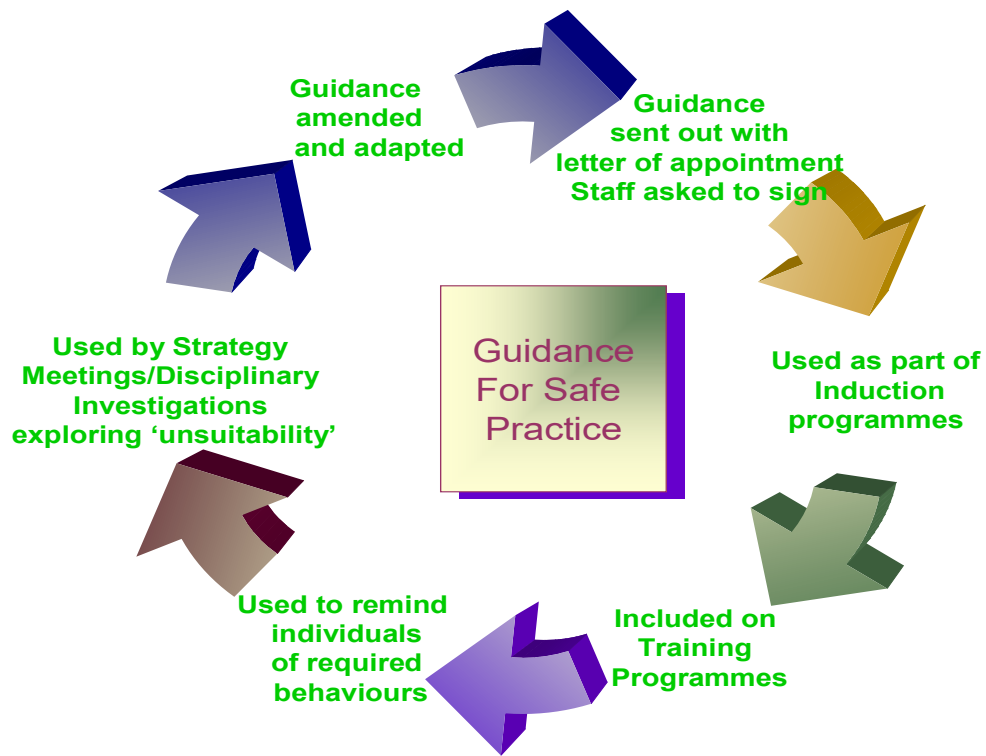 Guidance
amended
and adapted
Guidance
sent out with
letter of appointment
Staff asked to sign
Used as part of
Induction
programmes
Included on
Training
Programmes
Used to remind
individuals
of required
behaviours
Used by Strategy
Meetings/Disciplinary
Investigations
exploring ‘unsuitability’
Guidance
For Safe
Practice